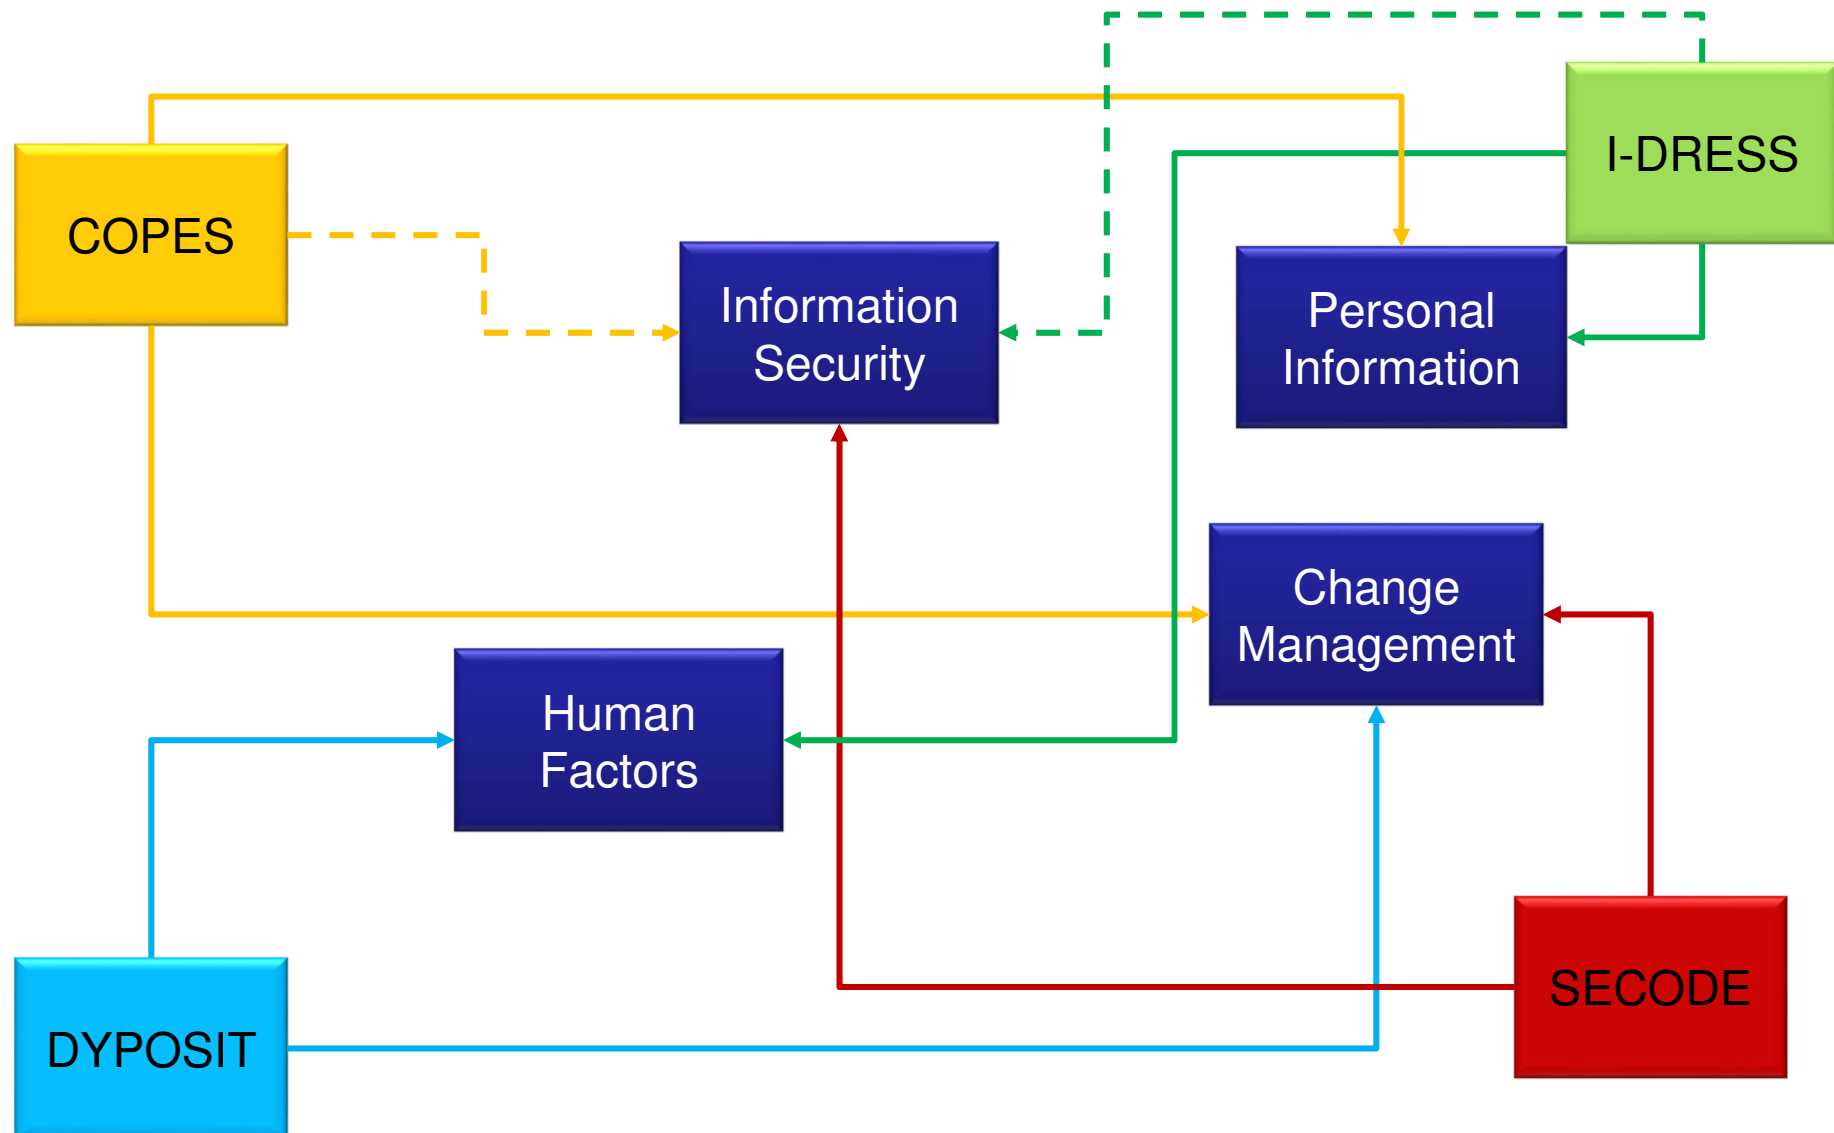 I-DRESS
COPES
Information
Security
Personal
Information
Change
Management
Human
Factors
SECODE
DYPOSIT